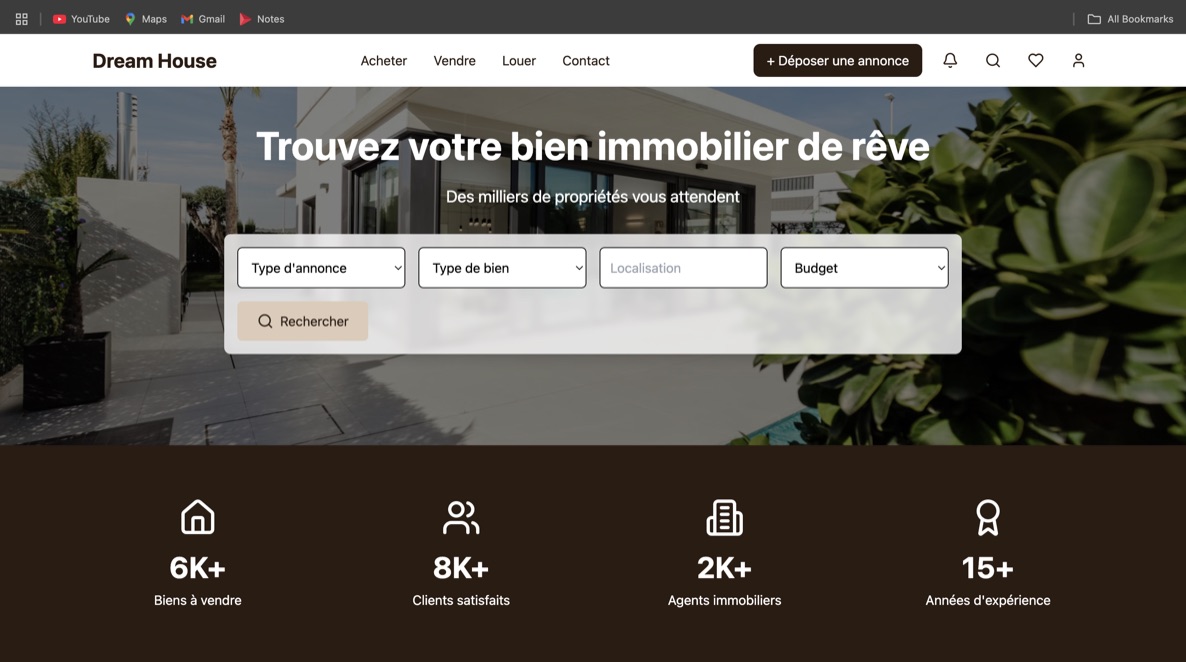 YouTube Maps Gmail Notes All Bookmarks
Dream House Acheter Vendre Louer Contact + Déposer une annonce
Trouvez votre bien immobilier de rêve
Des milliers de propriétés vous attendent
Type d'annonce Type de bien Localisation Budget
Rechercher
6K+ 8K+ 2K+ 15+
Biens à vendre Clients satisfaits Agents immobiliers Années d'expérience